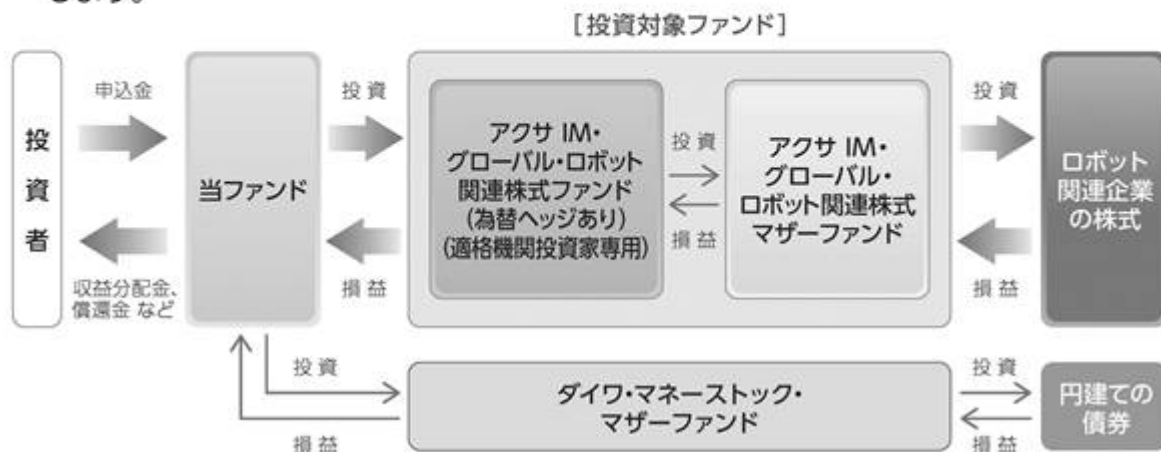 します。
[投資対象ファンド]
投資者
申込金
収益分配金、
償還金 など
当ファンド
投資
損益
アクサ IM・
グローバル・ロボット
関連株式ファンド
(為替ヘッジあり)
(適格機関投資家専用)
投資
損益
アクサ IM・
グローバル・
ロボット関連株式
マザーファンド
投資
損益
ロボット
関連企業
の株式
投資
損益
ダイワ・マネーストック・
マザーファンド
投資
損益
円建ての
債券